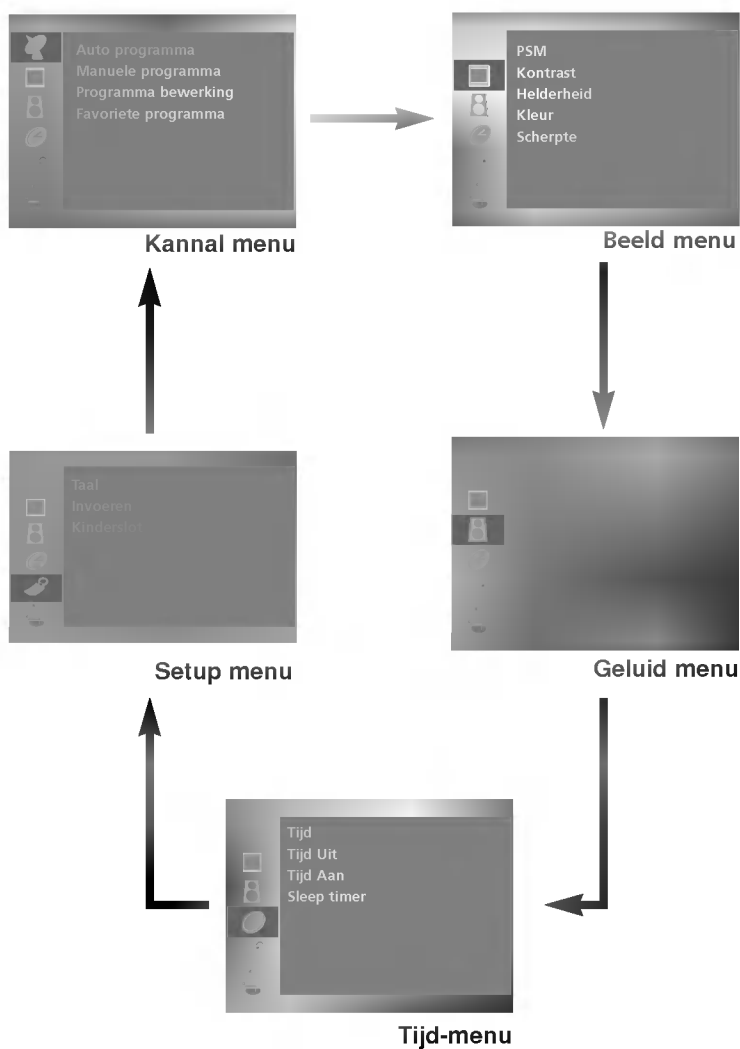 Auto programma
Manuele programma
Programma bewerking
Favoriete programma
Kannal menu
PSM
Kontrast
Helderheid
Kleur
Scherpte
Beeld menu
Taal
Invoeren
Kinderslot
Setup menu
Geluid menu
Tijd
Tijd Uit
Tijd Aan
Sleep timer
Tijd-menu